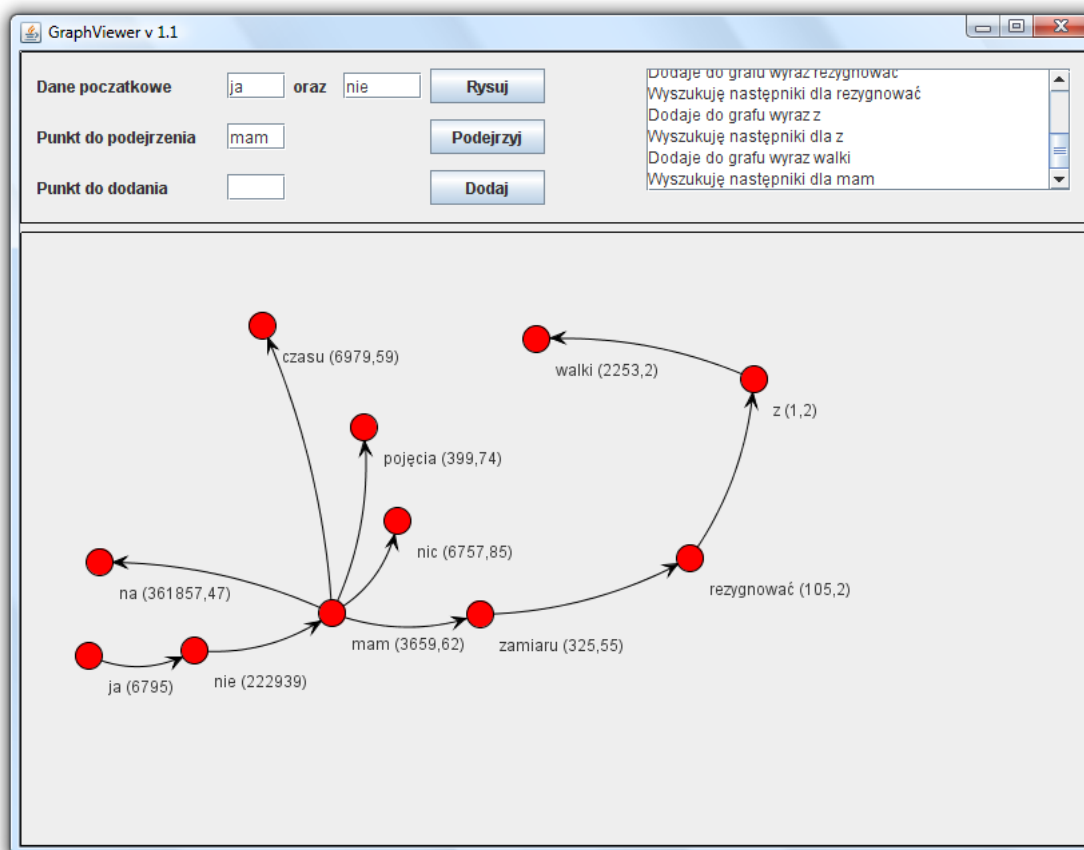 GraphViewer v 1.1
Dane poczatkowe ja oraz nie Rysuj
Punkt do podejrzenia mam Podejrzyj
Punkt do dodania Dodaj
Dodaje do grafu wyraz rezygnować
Wyszukuję następniki dla rezygnować
Dodaje do grafu wyraz z
Wyszukuję następniki dla z
Dodaje do grafu wyraz walki
Wyszukuję następniki dla mam
czasu (6979,59)
walki (2253,2)
z (1,2)
pojęcia (399,74)
nic (6757,85)
na (361857,47)
rezygnować (105,2)
mam (3659,62)
zamiaru (325,55)
ja (6795)
nie (222939)